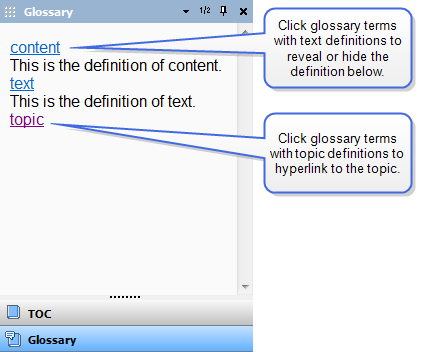 Glossary 1/2
content
This is the definition of content.
text
This is the definition of text.
topic
Click glossary terms
with text definitions to
reveal or hide the
definition below.
Click glossary terms
with topic definitions to
hyperlink to the topic.
TOC
Glossary